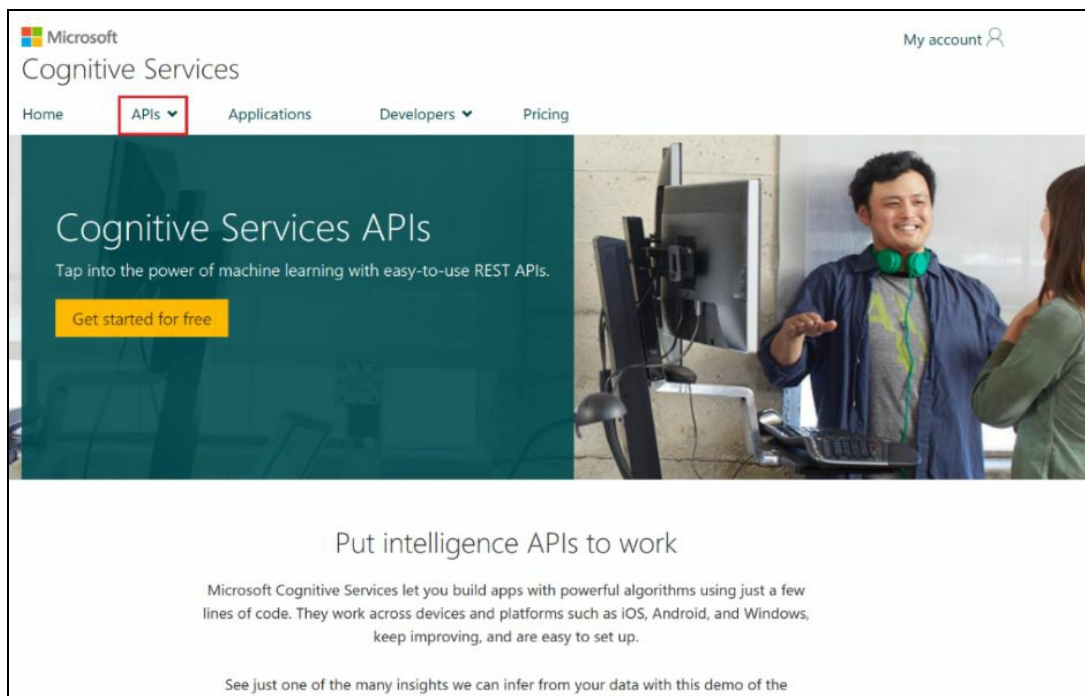 Microsoft
My account
Cognitive Services
Home APIs Applications Developers Pricing
Cognitive Services APIs
Tap into the power of machine learning with easy-to-use REST APIs.
Get started for free
Put intelligence APIs to work
Microsoft Cognitive Services let you build apps with powerful algorithms using just a few
lines of code. They work across devices and platforms such as iOS, Android, and Windows,
keep improving, and are easy to set up.
See just one of the many insights we can infer from your data with this demo of the